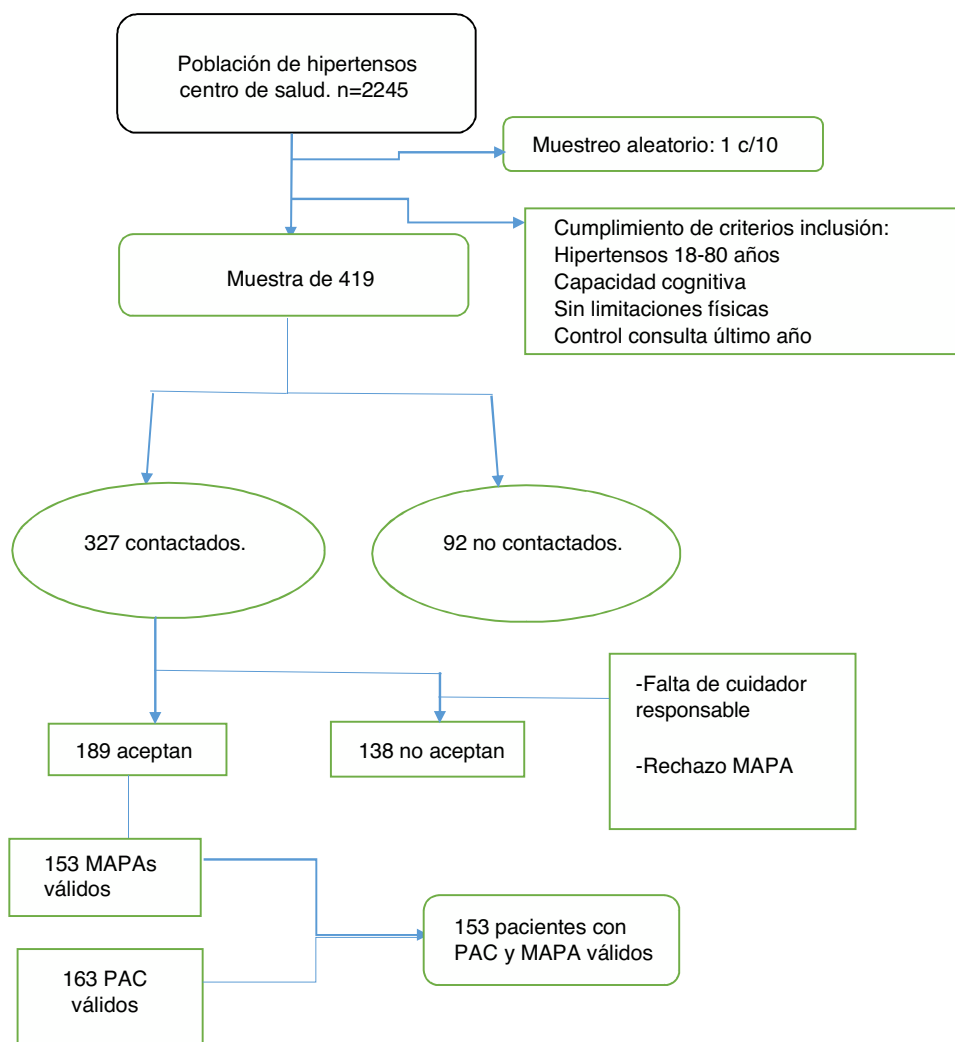 Población de hipertensos
centro de salud. n=2245
Muestreo aleatorio: 1 c/10
Cumplimiento de criterios inclusión:
Hipertensos 18-80 años
Capacidad cognitiva
Sin limitaciones físicas
Control consulta último año
Muestra de 419
327 contactados.
92 no contactados.
-Falta de cuidador
responsable
-Rechazo MAPA
189 aceptan
138 no aceptan
153 MAPAs
válidos
153 pacientes con
PAC y MAPA válidos
163 PAC
válidos